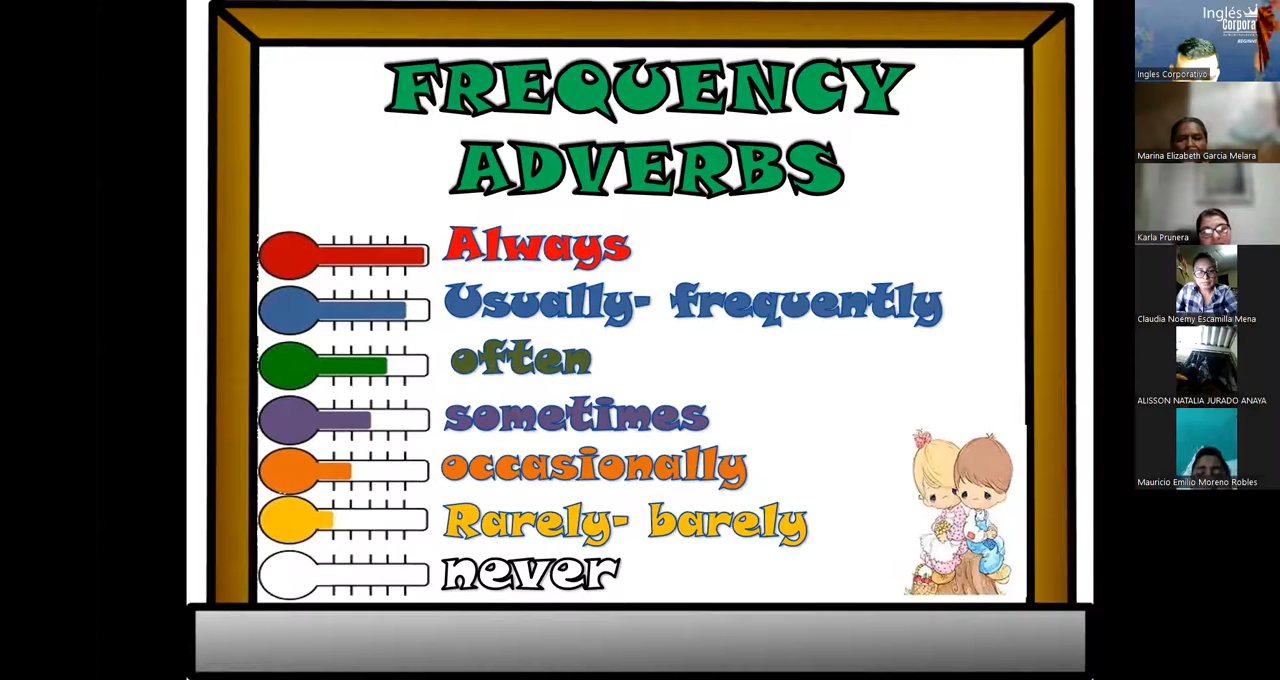 FREQUENCY
ADVERBS
Always
Usually- frequently
often
sometimes
occasionally
Rarely- barely
never
Inglés
Corpora
Ingles Corporativo
Marina Elizabeth Garcia Melara
Karla Prunera
Claudia Noemy Escamilla Mena
ALISSON NATALIA JURADO ANAYA
Mauricio Emilio Moreno Robles